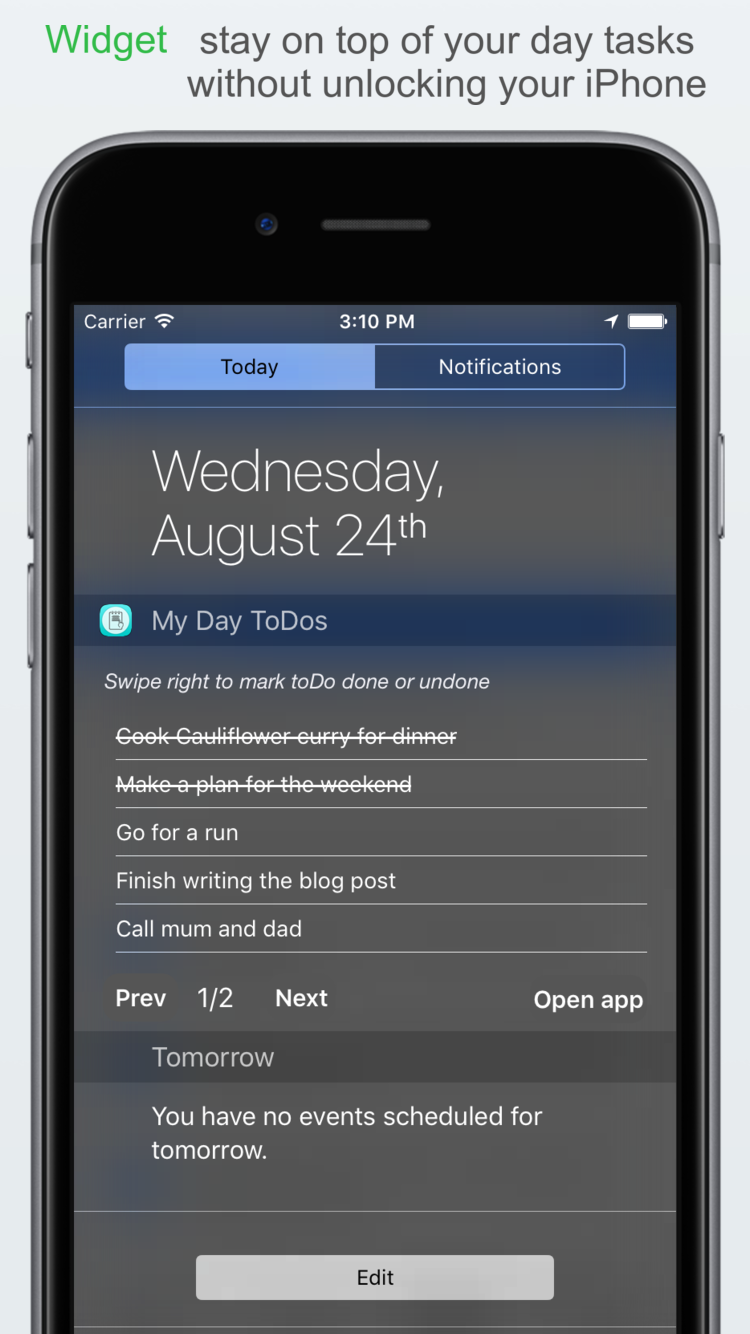 Widget stay on top of your day tasks
without unlocking your iPhone
Carrier 3:10 PM
Today Notifications
Wednesday,
August 24th
My Day ToDos
Swipe right to mark toDo done or undone
Cook Cauliflower curry for dinner
Make a plan for the weekend
Go for a run
Finish writing the blog post
Call mum and dad
Prev 1/2 Next Open app
Tomorrow
You have no events scheduled for
tomorrow.
Edit